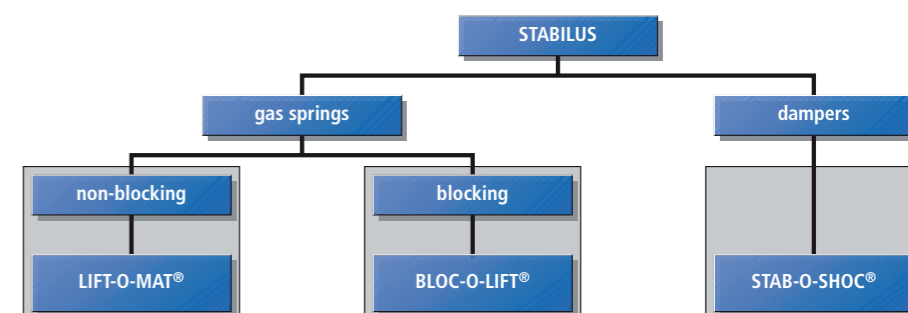 STABILUS
gas springs
dampers
non-blocking
blocking
LIFT-O-MAT®
BLOC-O-LIFT®
STAB-O-SHOC®